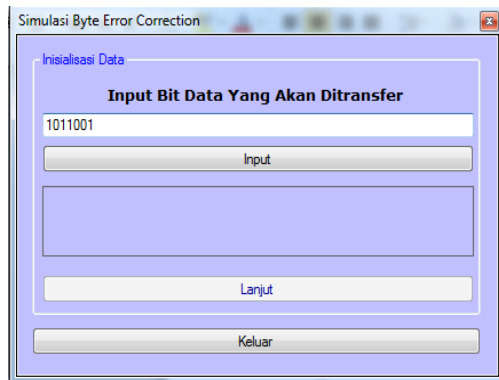 Simulasi Byte Error Correction
Inisialisasi Data
Input Bit Data Yang Akan Ditransfer
1011001
Input
Lanjut
Keluar